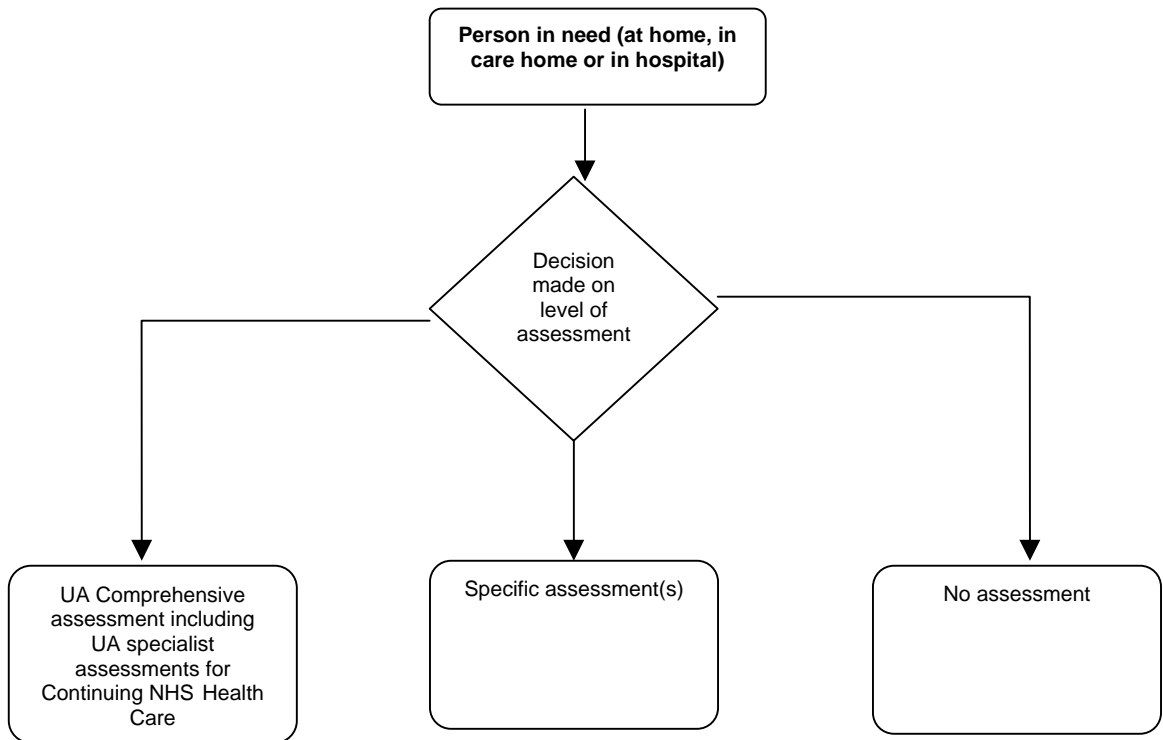 Person in need (at home, in
care home or in hospital)
Decision
made on
level of
assessment
UA Comprehensive
assessment including
UA specialist
assessments for
Continuing NHS Health
Care
Specific assessment(s)
No assessment